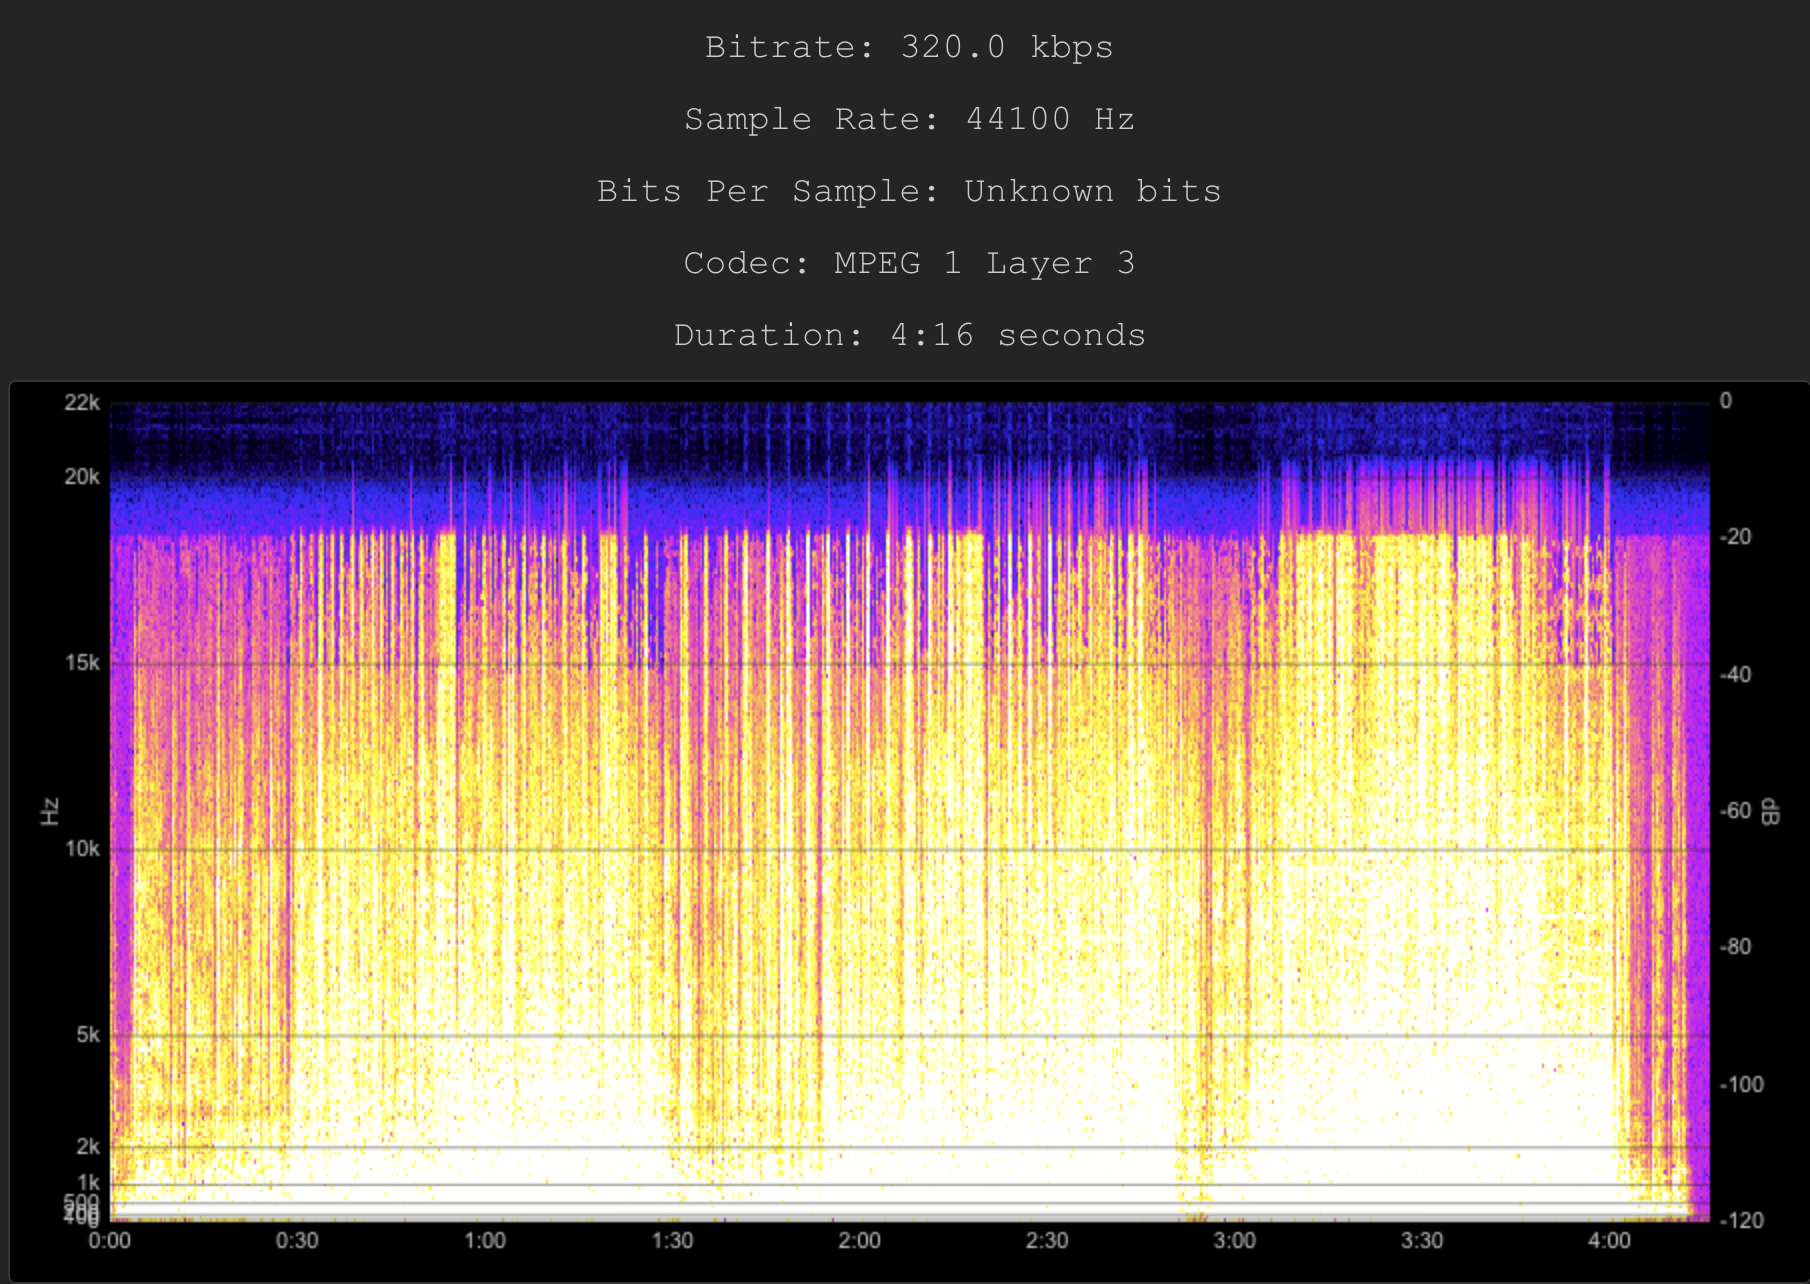 Bitrate: 320.0 kbps
Sample Rate: 44100 Hz
Bits Per Sample: Unknown bits
Codec: MPEG 1 Layer 3
Duration: 4:16 seconds
22k
20k
15k
10k
5k
2k
1k
500
Hz
0
-20
-40
-60
-80
-100
-120
dB
0:00 0:30 1:00 1:30 2:00 2:30 3:00 3:30 4:00